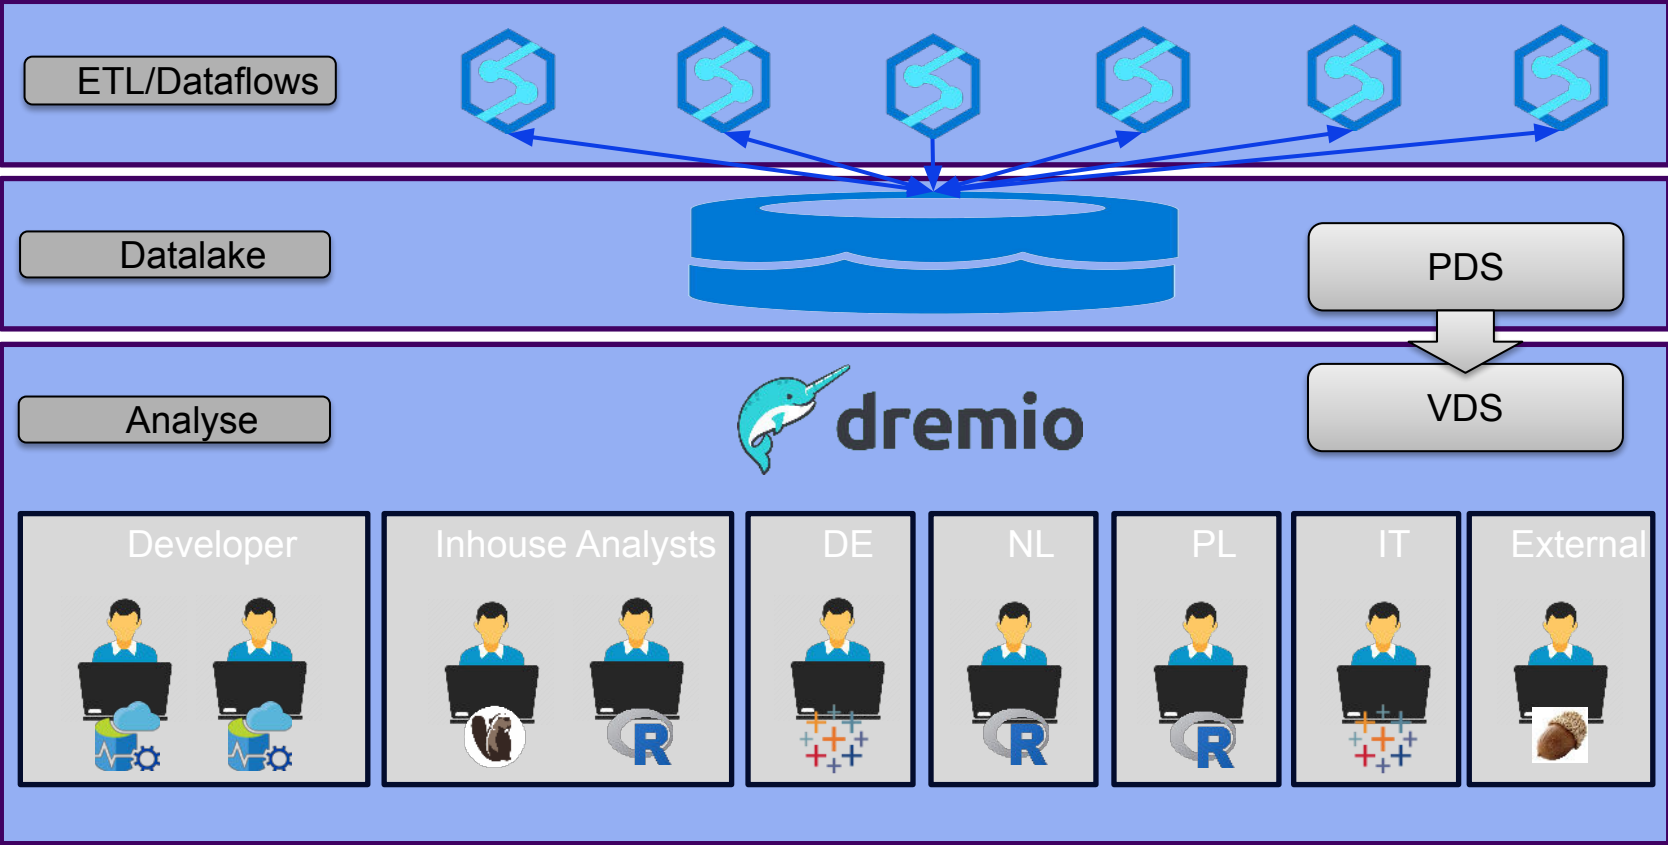 ETL/Dataflows
Datalake
PDS
Analyse
dremio
VDS
Developer
Inhouse Analysts
DE
NL
PL
IT
External
R
R
R